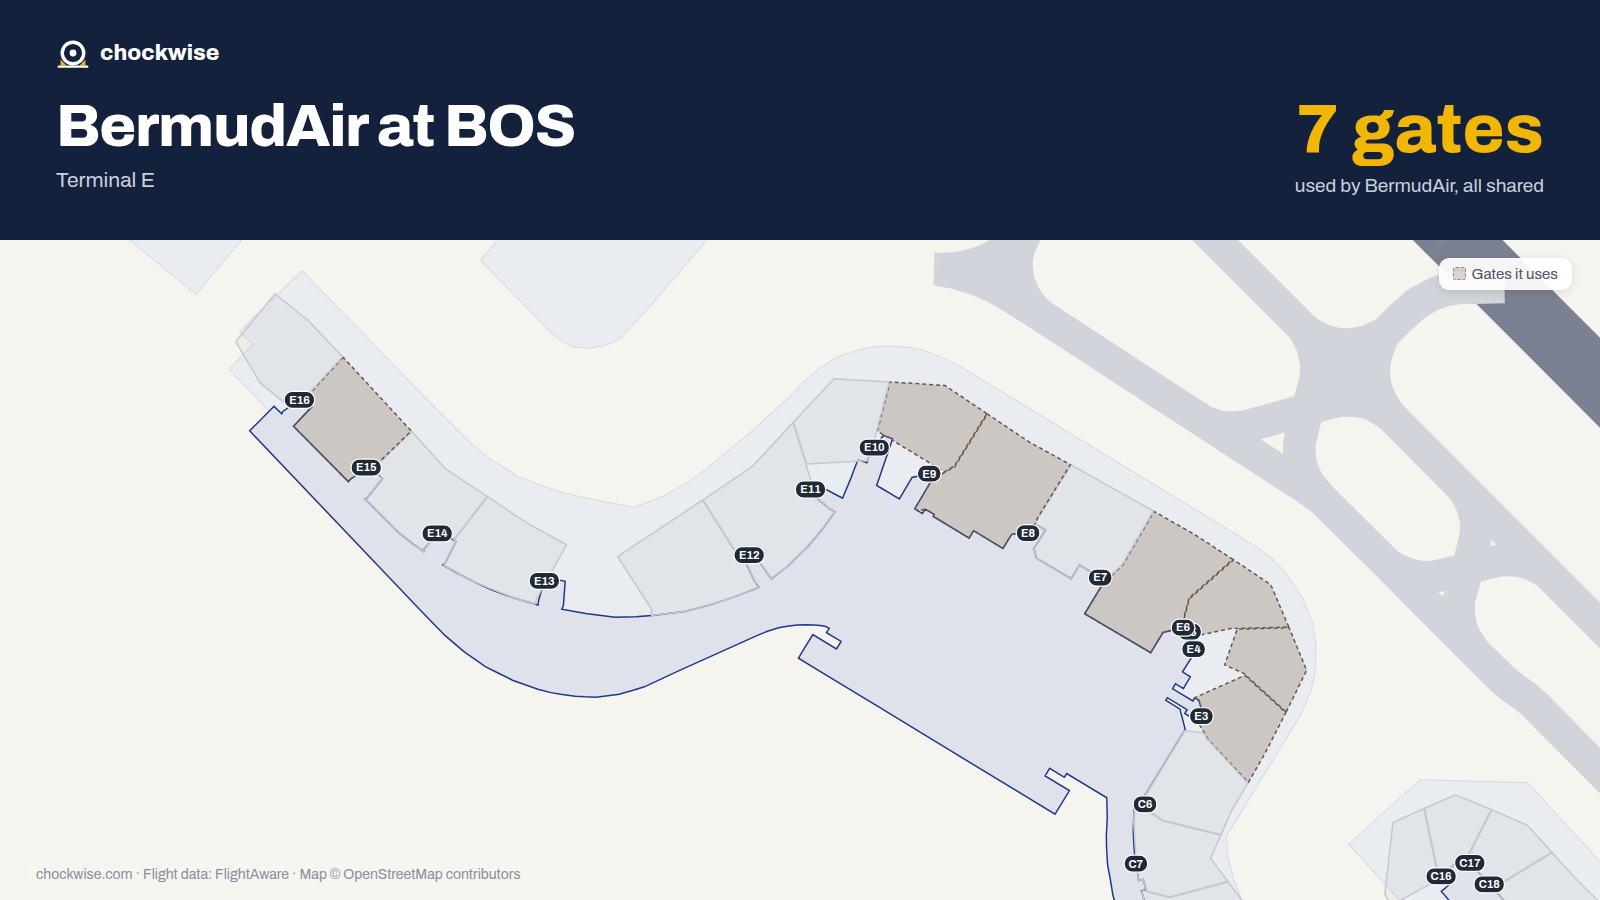 chockwise
BermudAir at BOS
Terminal E
7 gates
used by BermudAir, all shared
Gates it uses
E16
E15
E14
E13
E12
E11
E10
E9
E8
E7
E6
E4
E3
C6
C7
C17
C16
C18
chockwise.com · Flight data: FlightAware · Map © OpenStreetMap contributors